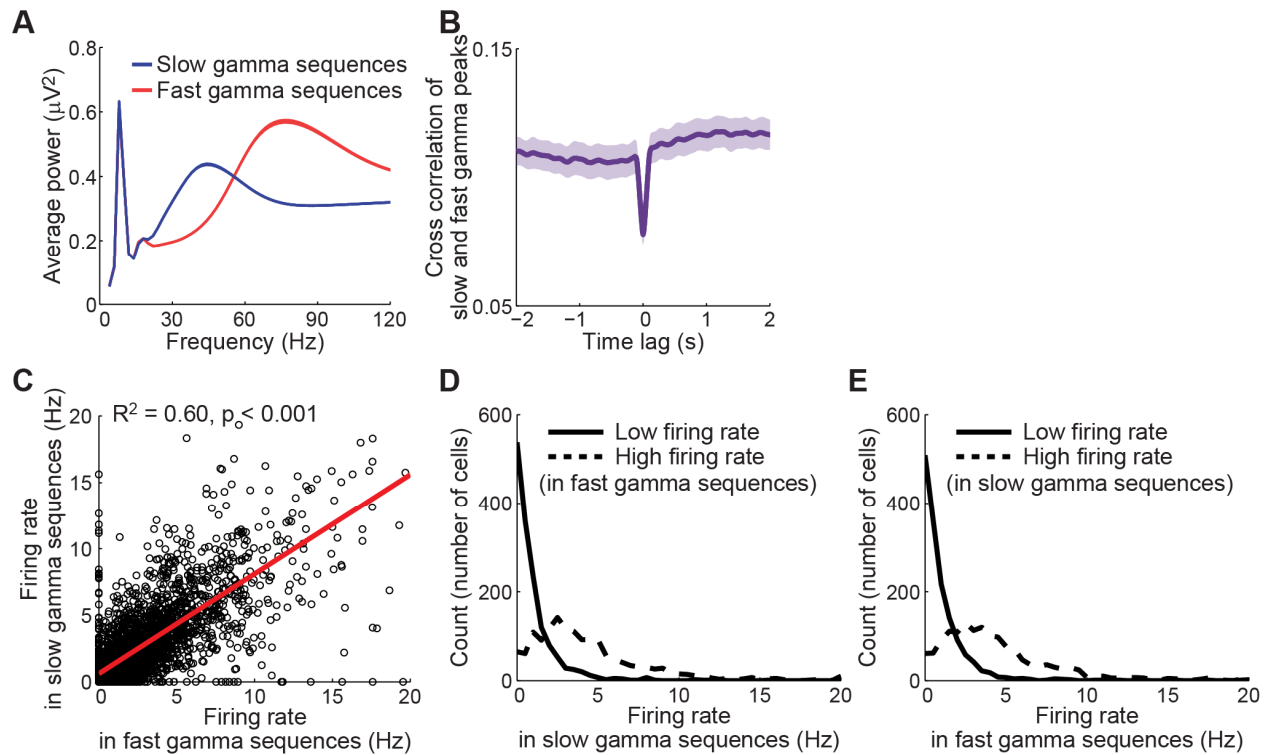 A
Average power (μV²)
0.8
0.6
0.4
0.2
0
Slow gamma sequences
Fast gamma sequences
0 30 60 90 120
Frequency (Hz)
B
Cross correlation of
slow and fast gamma peaks
0.15
0.05
−2 −1 0 1 2
Time lag (s)
C
Firing rate
in slow gamma sequences (Hz)
R² = 0.60, p < 0.001
20
15
10
5
0
0 5 10 15 20
Firing rate
in fast gamma sequences (Hz)
D
Count (number of cells)
600
400
200
0
Low firing rate
High firing rate
(in fast gamma sequences)
0 5 10 15 20
Firing rate
in slow gamma sequences (Hz)
E
Count (number of cells)
600
400
200
0
Low firing rate
High firing rate
(in slow gamma sequences)
0 5 10 15 20
Firing rate
in fast gamma sequences (Hz)